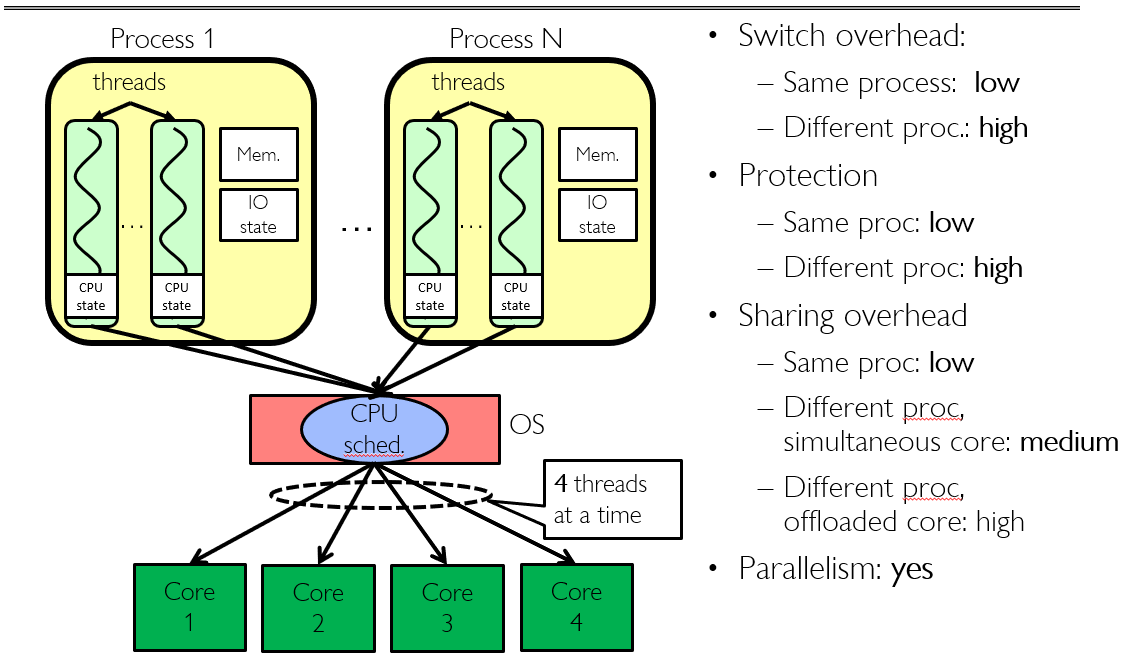 Process 1
Process N
threads
threads
Mem.
IO
state
...
CPU
state
CPU
state
...
Mem.
IO
state
...
CPU
state
CPU
state
CPU
sched.
OS
4 threads
at a time
Core
1
Core
2
Core
3
Core
4
• Switch overhead:
– Same process: low
– Different proc.: high
• Protection
– Same proc: low
– Different proc: high
• Sharing overhead
– Same proc: low
– Different proc,
simultaneous core: medium
– Different proc,
offloaded core: high
• Parallelism: yes